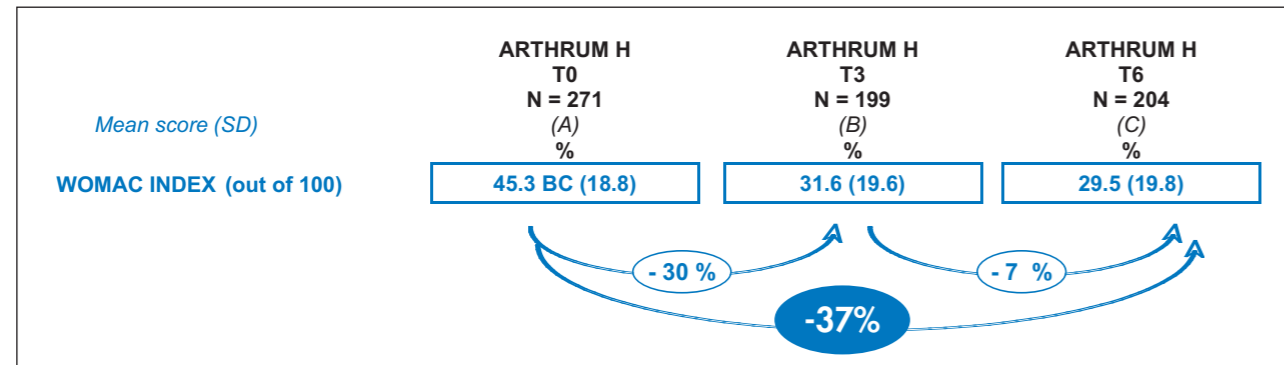 ARTHRUM H ARTHRUM H ARTHRUM H
T0 T3 T6
N = 271 N = 199 N = 204
Mean score (SD) (A) (B) (C)
% % %
WOMAC INDEX (out of 100) 45.3 BC (18.8) 31.6 (19.6) 29.5 (19.8)
- 30 % - 7 %
-37%